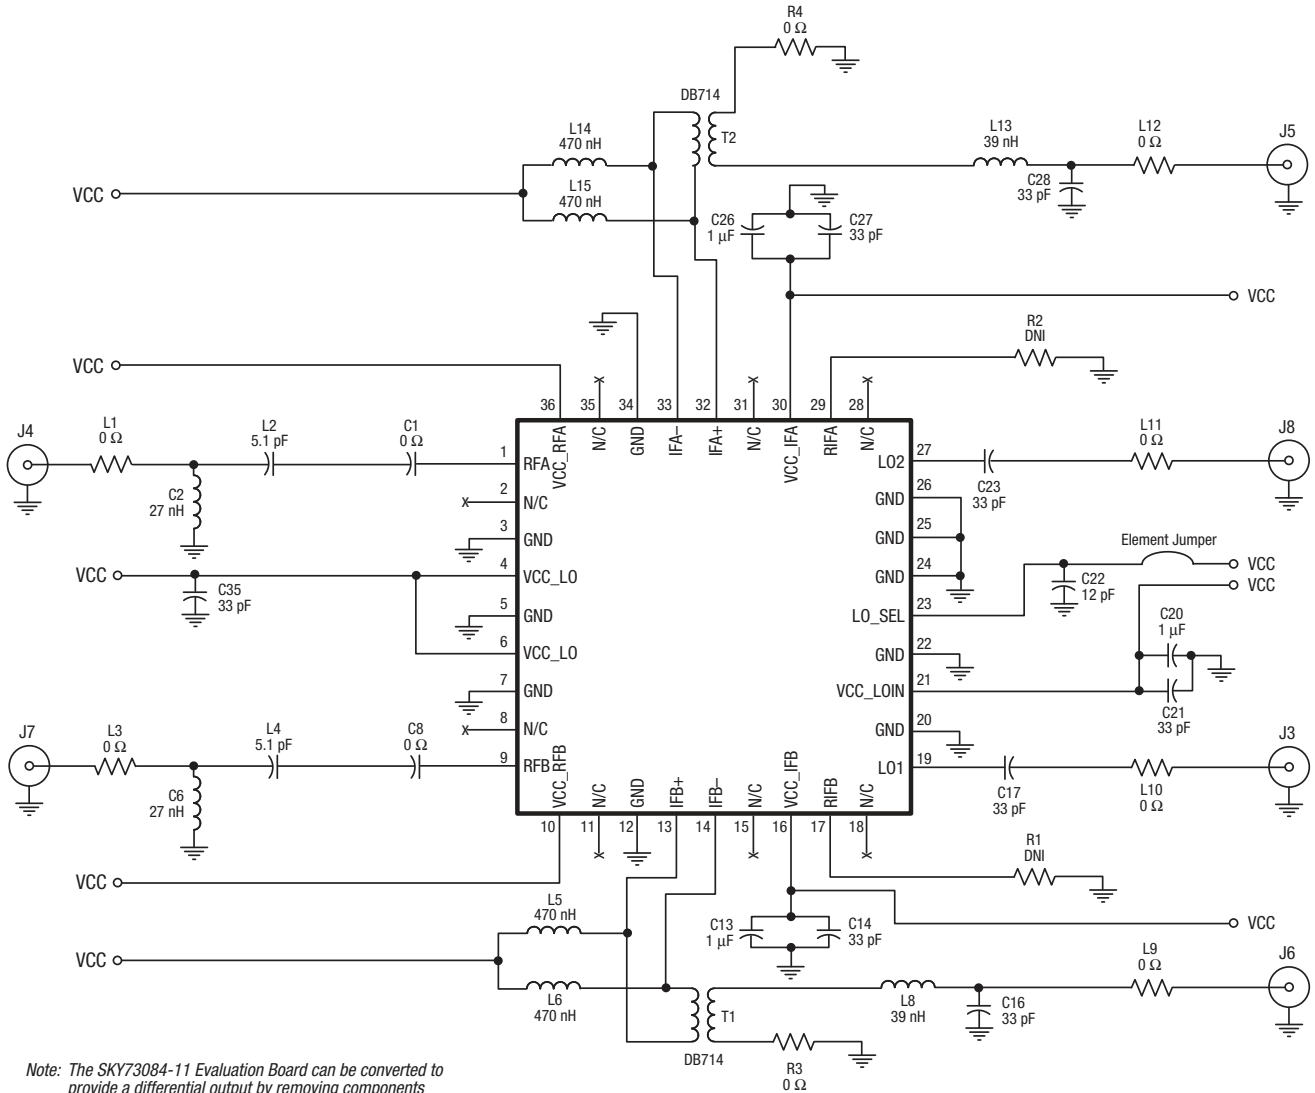 R4
0 Ω
DB714
T2
L14
470 nH
L15
470 nH
VCC
L13
39 nH
L12
0 Ω
J5
C28
33 pF
C26
1 µF
C27
33 pF
VCC
R2
DNI
VCC
36
35
34
33
32
31
30
29
28
VCC_RFA
N/C
GND
IFA–
IFA+
N/C
VCC_IFA
RIFA
N/C
J4
L1
0 Ω
L2
5.1 pF
C1
0 Ω
C2
27 nH
1
RFA
2
N/C
3
GND
VCC
4
VCC_LO
C35
33 pF
5
GND
6
VCC_LO
7
GND
8
N/C
9
RFB
J7
L3
0 Ω
L4
5.1 pF
C8
0 Ω
C6
27 nH
27
LO2
C23
33 pF
L11
0 Ω
J8
26
GND
25
GND
24
GND
Element Jumper
VCC
VCC
23
LO_SEL
C22
12 pF
C20
1 µF
22
GND
21
VCC_LOIN
C21
33 pF
20
GND
19
LO1
C17
33 pF
L10
0 Ω
J3
VCC_RFB
N/C
GND
IFB+
IFB–
N/C
VCC_IFB
RIFB
N/C
10
11
12
13
14
15
16
17
18
R1
DNI
VCC
L5
470 nH
VCC
L6
470 nH
C13
1 µF
C14
33 pF
VCC
T1
DB714
L8
39 nH
C16
33 pF
L9
0 Ω
J6
R3
0 Ω
Note: The SKY73084-11 Evaluation Board can be converted to
provide a differential output by removing components